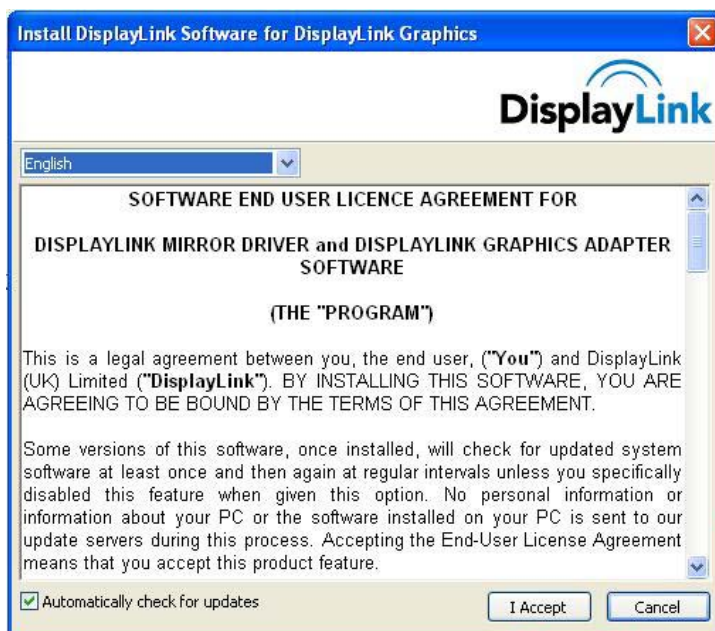 Install DisplayLink Software for DisplayLink Graphics
DisplayLink
English
SOFTWARE END USER LICENCE AGREEMENT FOR
DISPLAYLINK MIRROR DRIVER and DISPLAYLINK GRAPHICS ADAPTER
SOFTWARE
(THE "PROGRAM")
This is a legal agreement between you, the end user, ("You") and DisplayLink
(UK) Limited ("DisplayLink"). BY INSTALLING THIS SOFTWARE, YOU ARE
AGREEING TO BE BOUND BY THE TERMS OF THIS AGREEMENT.
Some versions of this software, once installed, will check for updated system
software at least once and then again at regular intervals unless you specifically
disabled this feature when given this option. No personal information or
information about your PC or the software installed on your PC is sent to our
update servers during this process. Accepting the End-User License Agreement
means that you accept this product feature.
Automatically check for updates
I Accept
Cancel